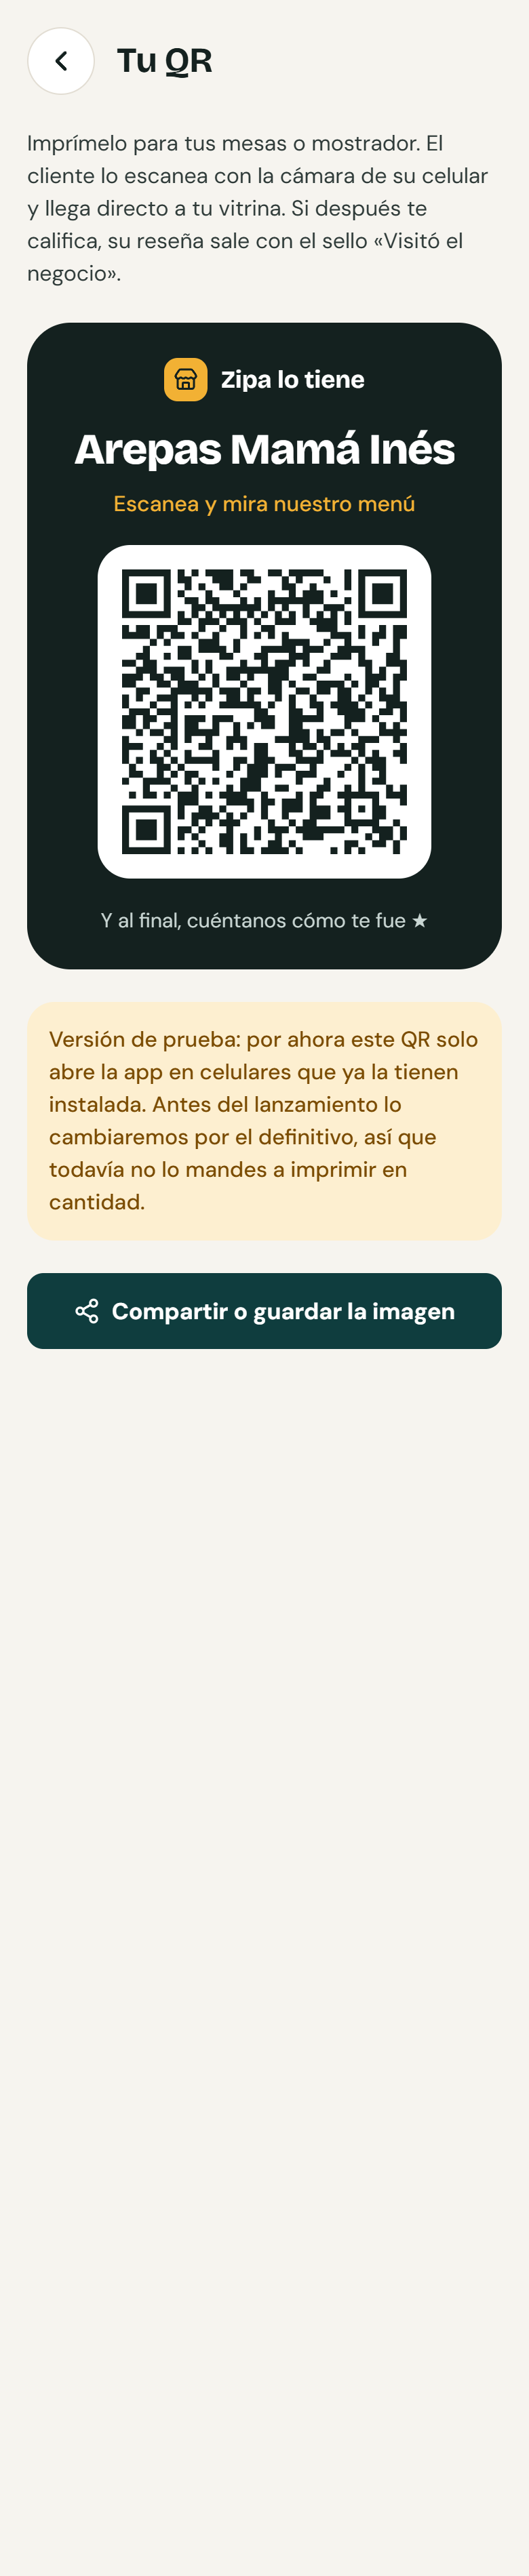 Tu QR
Imprímelo para tus mesas o mostrador. El
cliente lo escanea con la cámara de su celular
y llega directo a tu vitrina. Si después te
califica, su reseña sale con el sello «Visitó el
negocio».
Zipa lo tiene
Arepas Mamá Inés
Escanea y mira nuestro menú
Y al final, cuéntanos cómo te fue ★
Versión de prueba: por ahora este QR solo
abre la app en celulares que ya la tienen
instalada. Antes del lanzamiento lo
cambiaremos por el definitivo, así que
todavía no lo mandes a imprimir en
cantidad.
Compartir o guardar la imagen